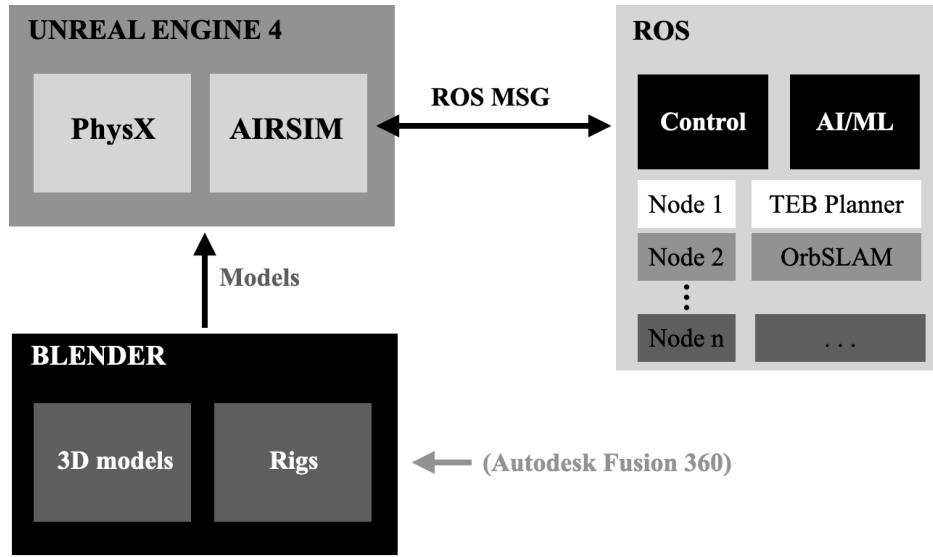 UNREAL ENGINE 4
PhysX
AIRSIM
ROS MSG
ROS
Control
AI/ML
Node 1
TEB Planner
Node 2
OrbSLAM
Node n
. . .
Models
BLENDER
3D models
Rigs
(Autodesk Fusion 360)